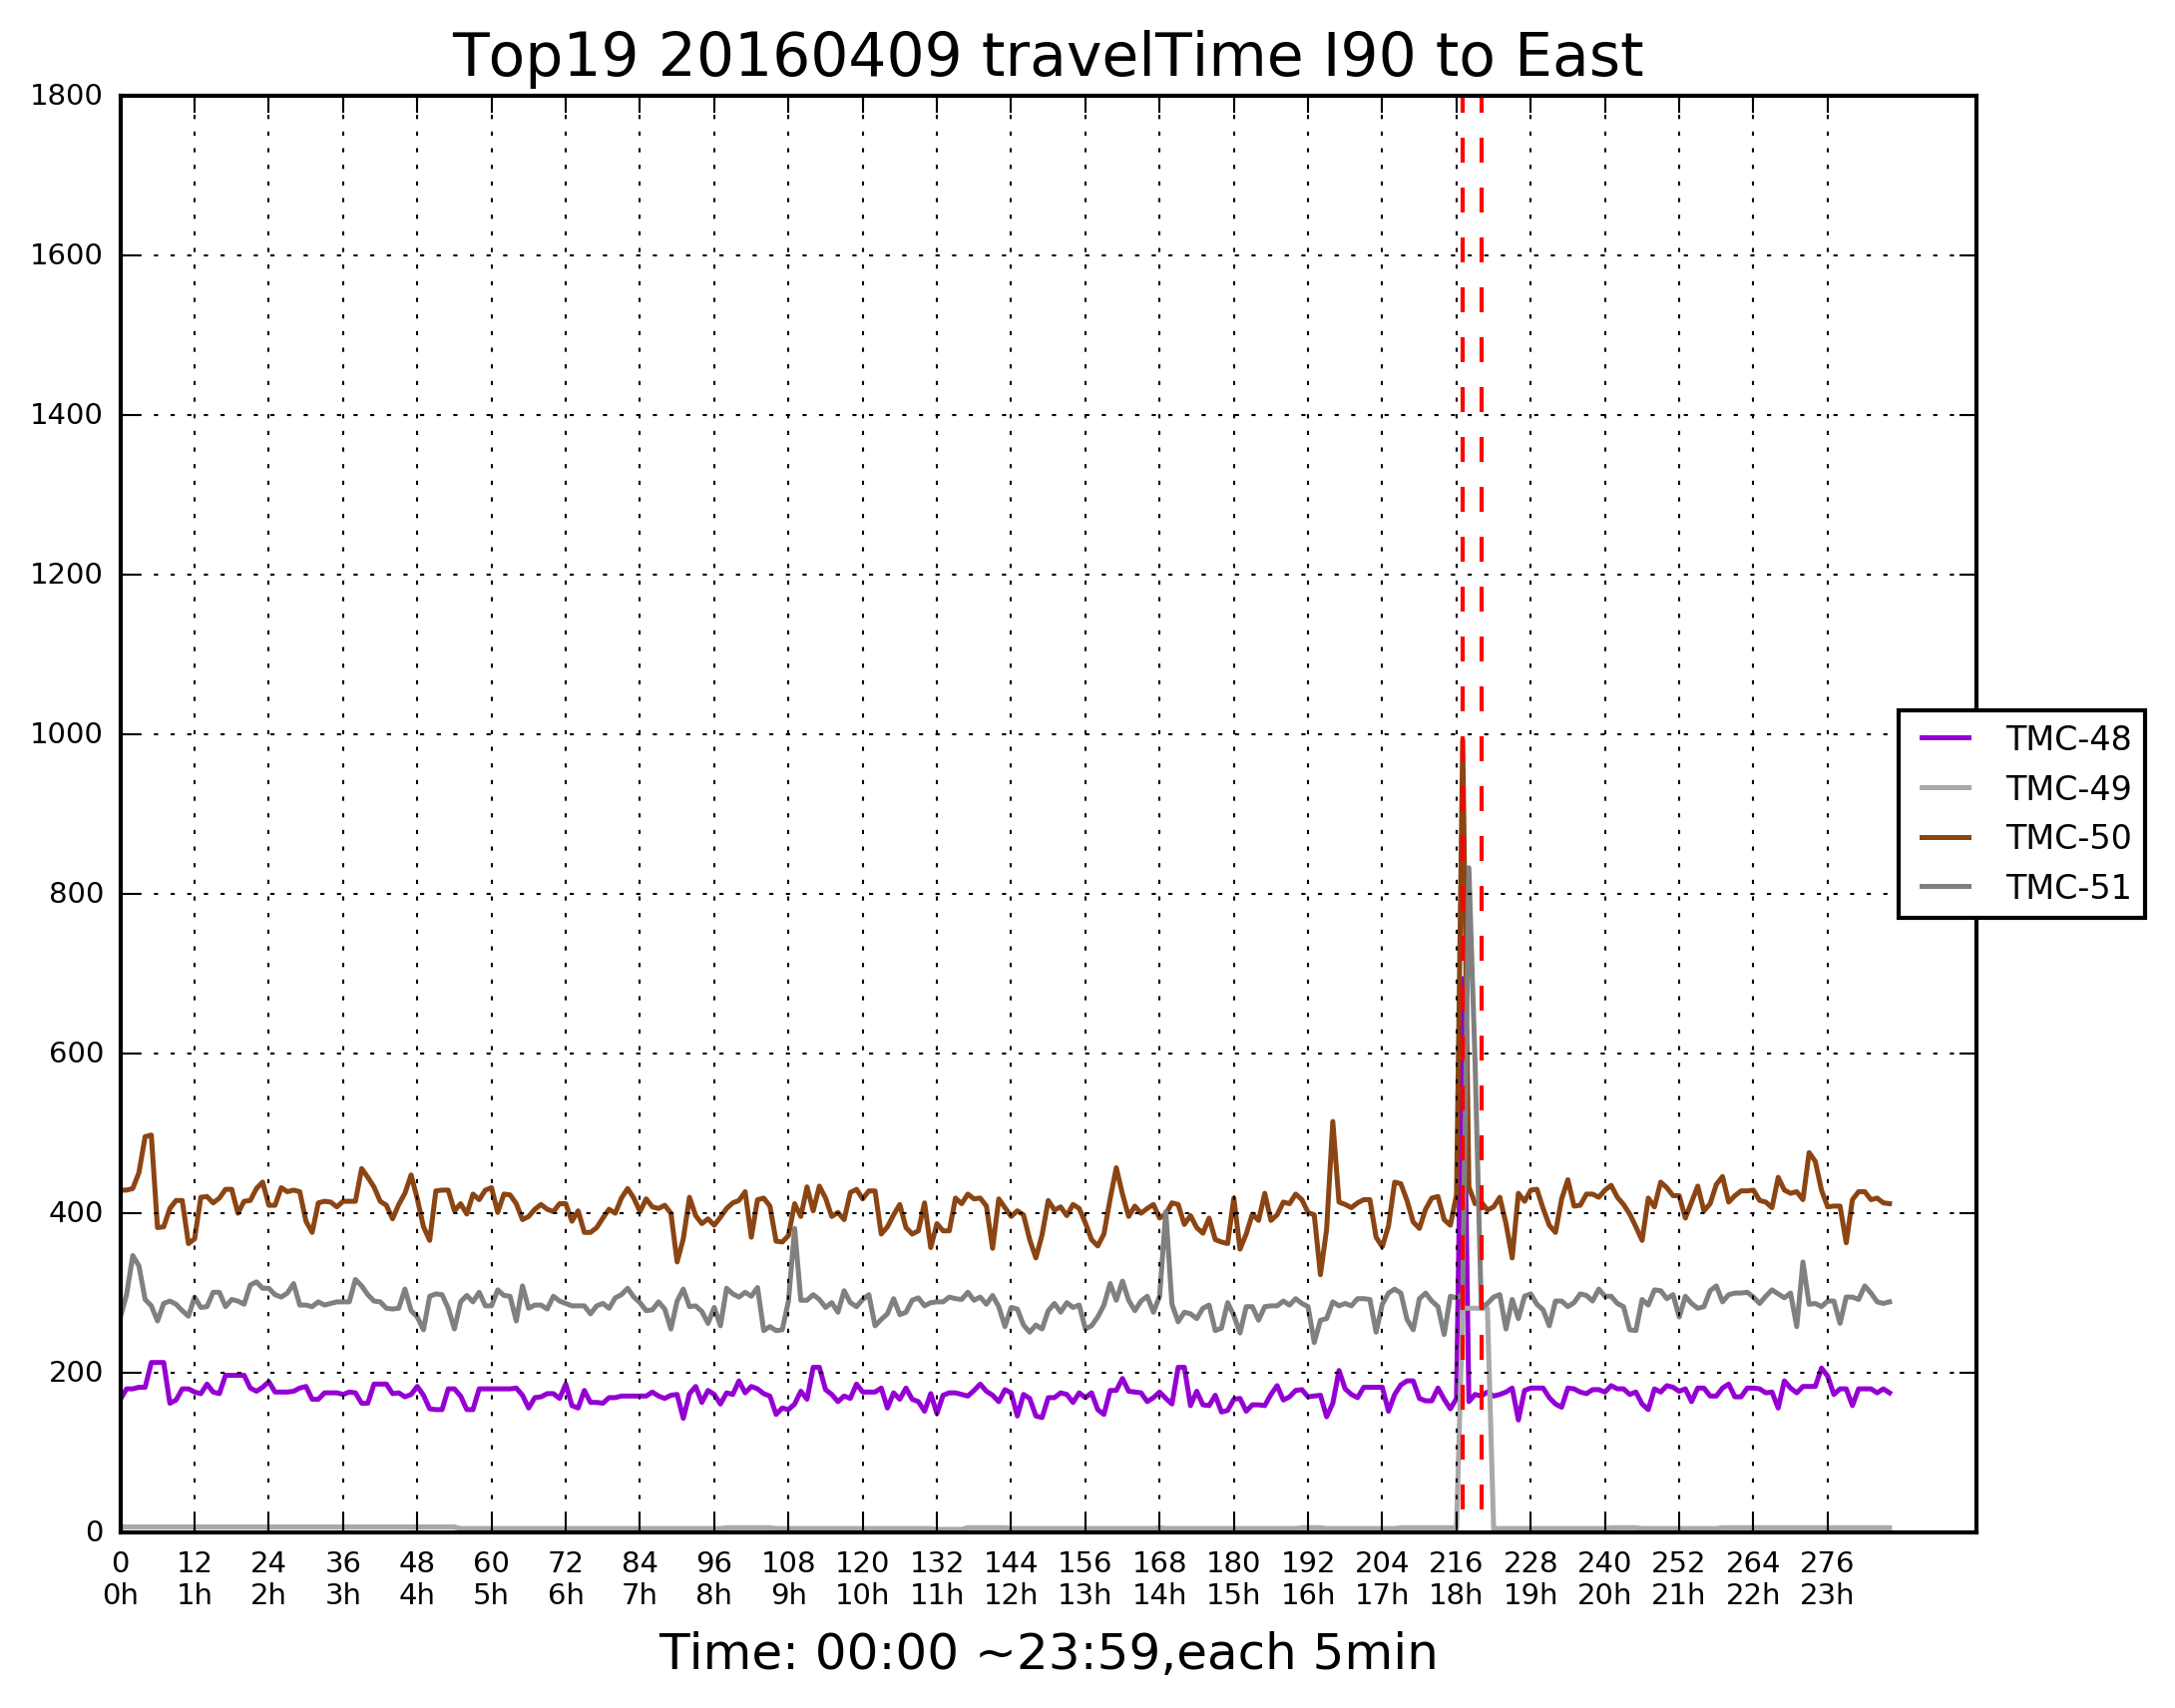 Top19 20160409 travelTime I90 to East
1800
1600
1400
1200
1000
800
600
400
200
0
TMC-48
TMC-49
TMC-50
TMC-51
0 12 24 36 48 60 72 84 96 108 120 132 144 156 168 180 192 204 216 228 240 252 264 276
0h 1h 2h 3h 4h 5h 6h 7h 8h 9h 10h 11h 12h 13h 14h 15h 16h 17h 18h 19h 20h 21h 22h 23h
Time: 00:00 ~23:59,each 5min